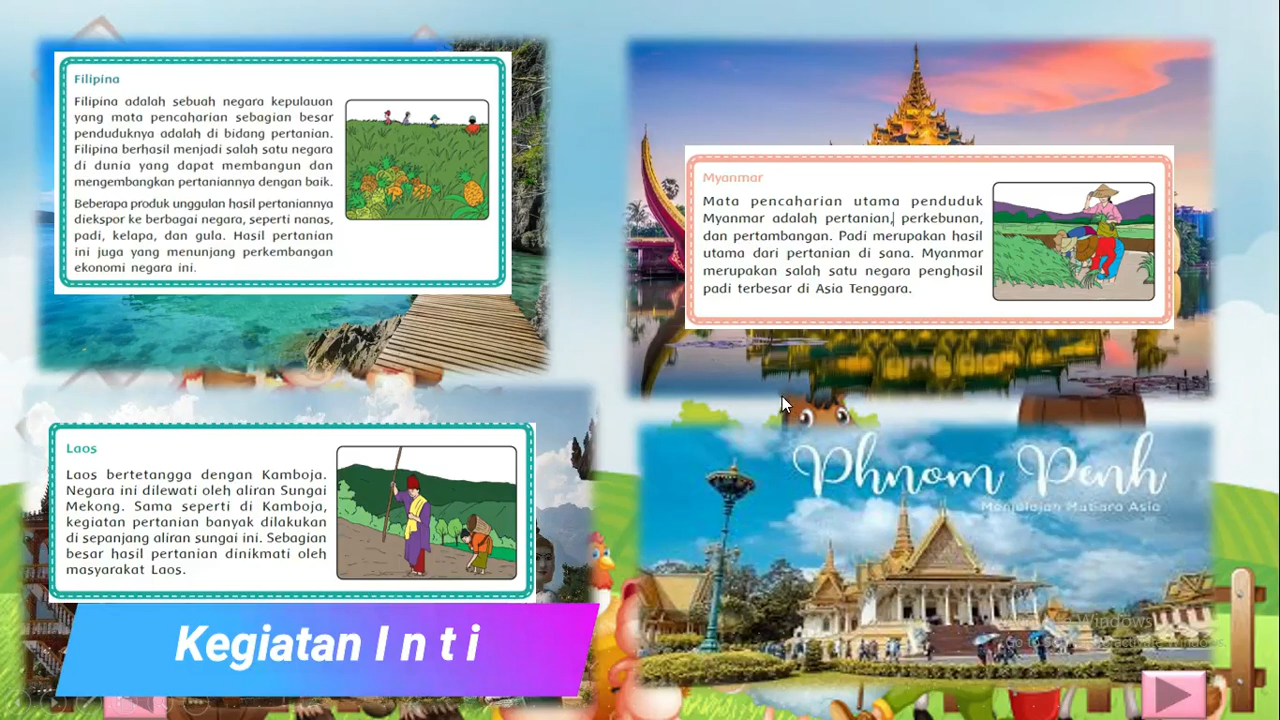 Filipina
Filipina adalah sebuah negara kepulauan
yang mata pencaharian sebagian besar
penduduknya adalah di bidang pertanian.
Filipina berhasil menjadi salah satu negara
di dunia yang dapat membangun dan
mengembangkan pertaniannya dengan baik.
Beberapa produk unggulan hasil pertaniannya
diekspor ke berbagai negara, seperti nanas,
padi, kelapa, dan gula. Hasil pertanian
ini juga yang menunjang perkembangan
ekonomi negara ini.
Myanmar
Mata pencaharian utama penduduk
Myanmar adalah pertanian, perkebunan,
dan pertambangan. Padi merupakan hasil
utama dari pertanian di sana. Myanmar
merupakan salah satu negara penghasil
padi terbesar di Asia Tenggara.
Laos
Laos bertetangga dengan Kamboja.
Negara ini dilewati oleh aliran Sungai
Mekong. Sama seperti di Kamboja,
kegiatan pertanian banyak dilakukan
di sepanjang aliran sungai ini. Sebagian
besar hasil pertanian dinikmati oleh
masyarakat Laos.
Phnom Penh
Menjelajah Mutiara Asia
Kegiatan I n t i
Windows